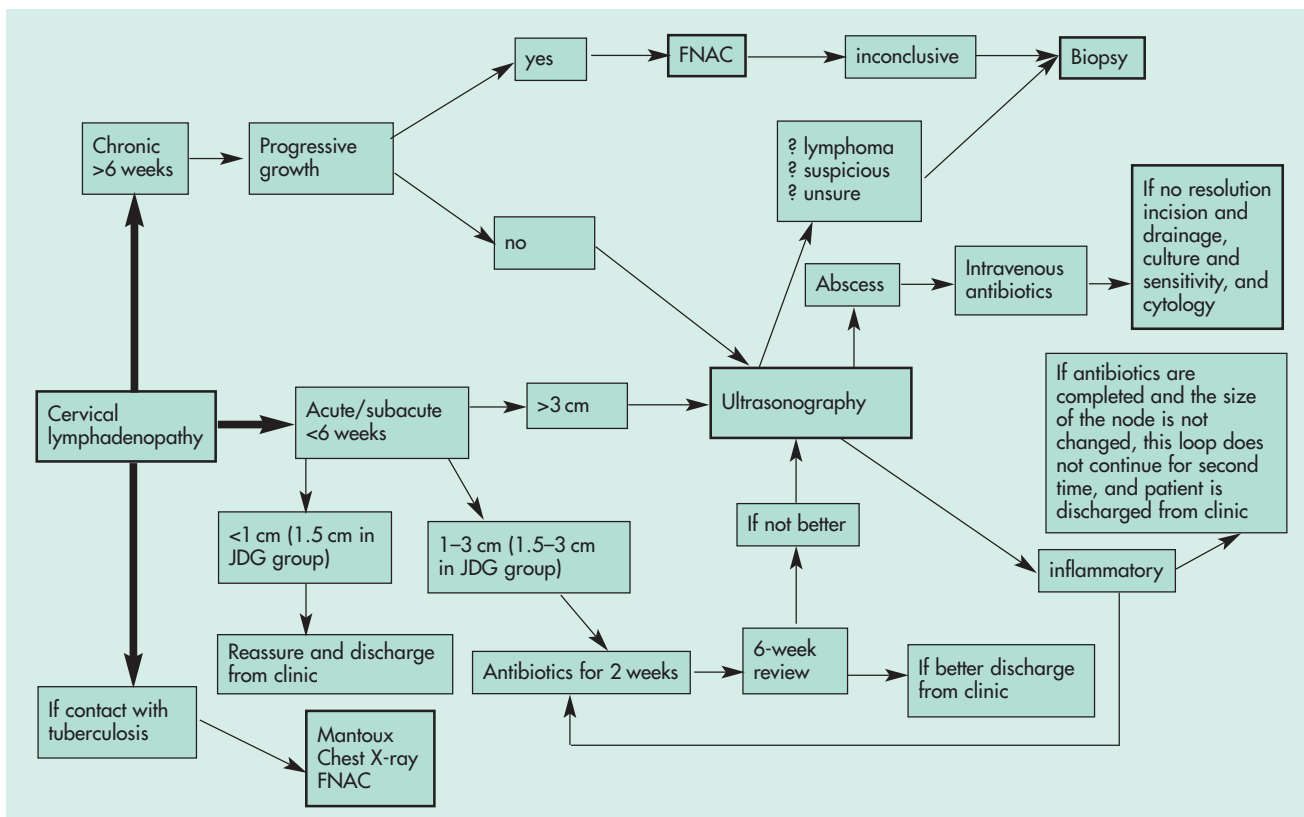 yes
FNAC
inconclusive
Biopsy
Chronic
>6 weeks
Progressive
growth
? lymphoma
? suspicious
? unsure
no
Abscess
Intravenous
antibiotics
If no resolution
incision and
drainage,
culture and
sensitivity, and
cytology
Cervical
lymphadenopathy
Acute/subacute
<6 weeks
>3 cm
Ultrasonography
If antibiotics are
completed and the size
of the node is not
changed, this loop does
not continue for second
time, and patient is
discharged from clinic
<1 cm (1.5 cm in
JDG group)
1–3 cm (1.5–3 cm
in JDG group)
If not better
inflammatory
Reassure and discharge
from clinic
Antibiotics for 2 weeks
6-week
review
If better discharge
from clinic
If contact with
tuberculosis
Mantoux
Chest X-ray
FNAC